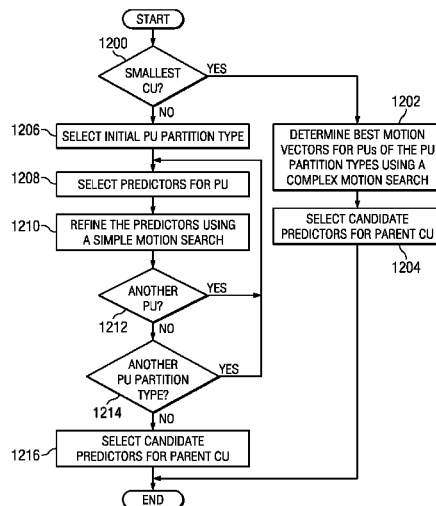 START
1200
SMALLEST
CU?
YES
NO
1202
DETERMINE BEST MOTION
VECTORS FOR PUs OF THE PU
PARTITION TYPES USING A
COMPLEX MOTION SEARCH
SELECT CANDIDATE
PREDICTORS FOR PARENT CU
1204
1206
SELECT INITIAL PU PARTITION TYPE
1208
SELECT PREDICTORS FOR PU
1210
REFINE THE PREDICTORS USING
A SIMPLE MOTION SEARCH
ANOTHER
PU?
YES
1212
NO
ANOTHER
PU PARTITION
TYPE?
YES
1214
NO
1216
SELECT CANDIDATE
PREDICTORS FOR PARENT CU
END